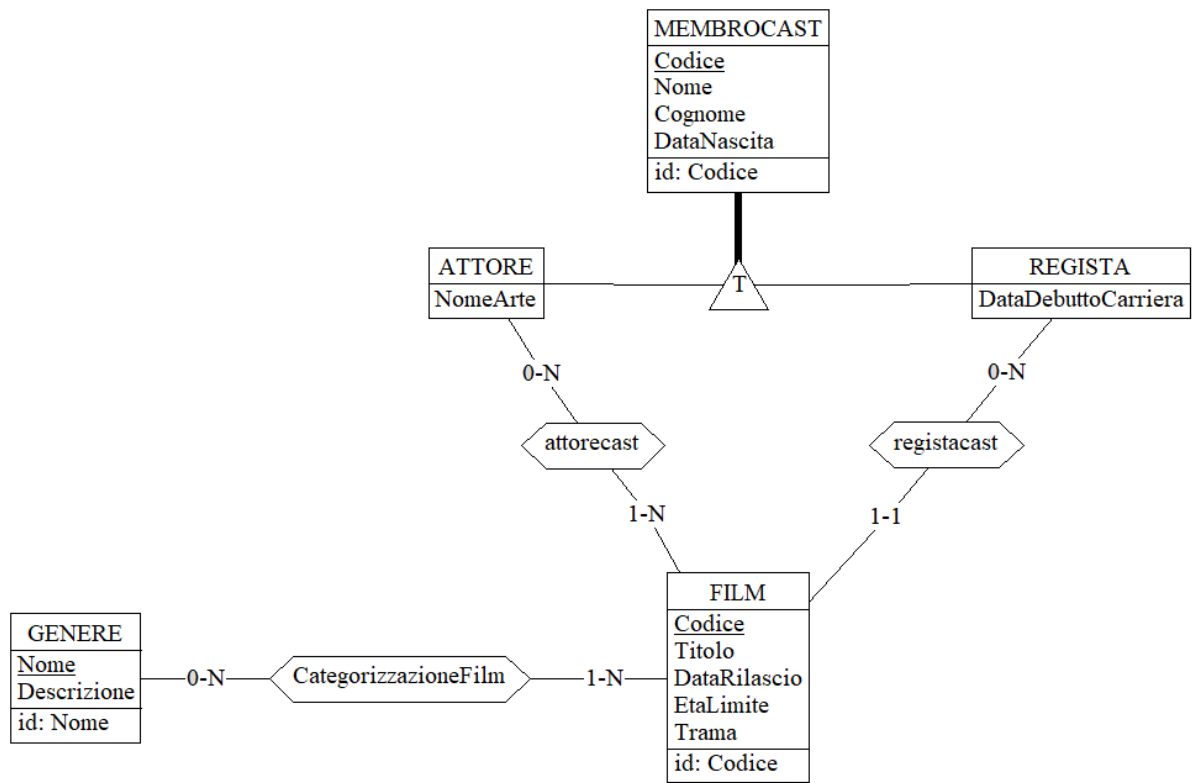 MEMBROCAST
Codice
Nome
Cognome
DataNascita
id: Codice
ATTORE
NomeArte
T
REGISTA
DataDebuttoCarriera
0-N
0-N
attorecast
registacast
1-N
1-1
FILM
Codice
Titolo
DataRilascio
EtaLimite
Trama
id: Codice
GENERE
Nome
Descrizione
id: Nome
0-N
CategorizzazioneFilm
1-N